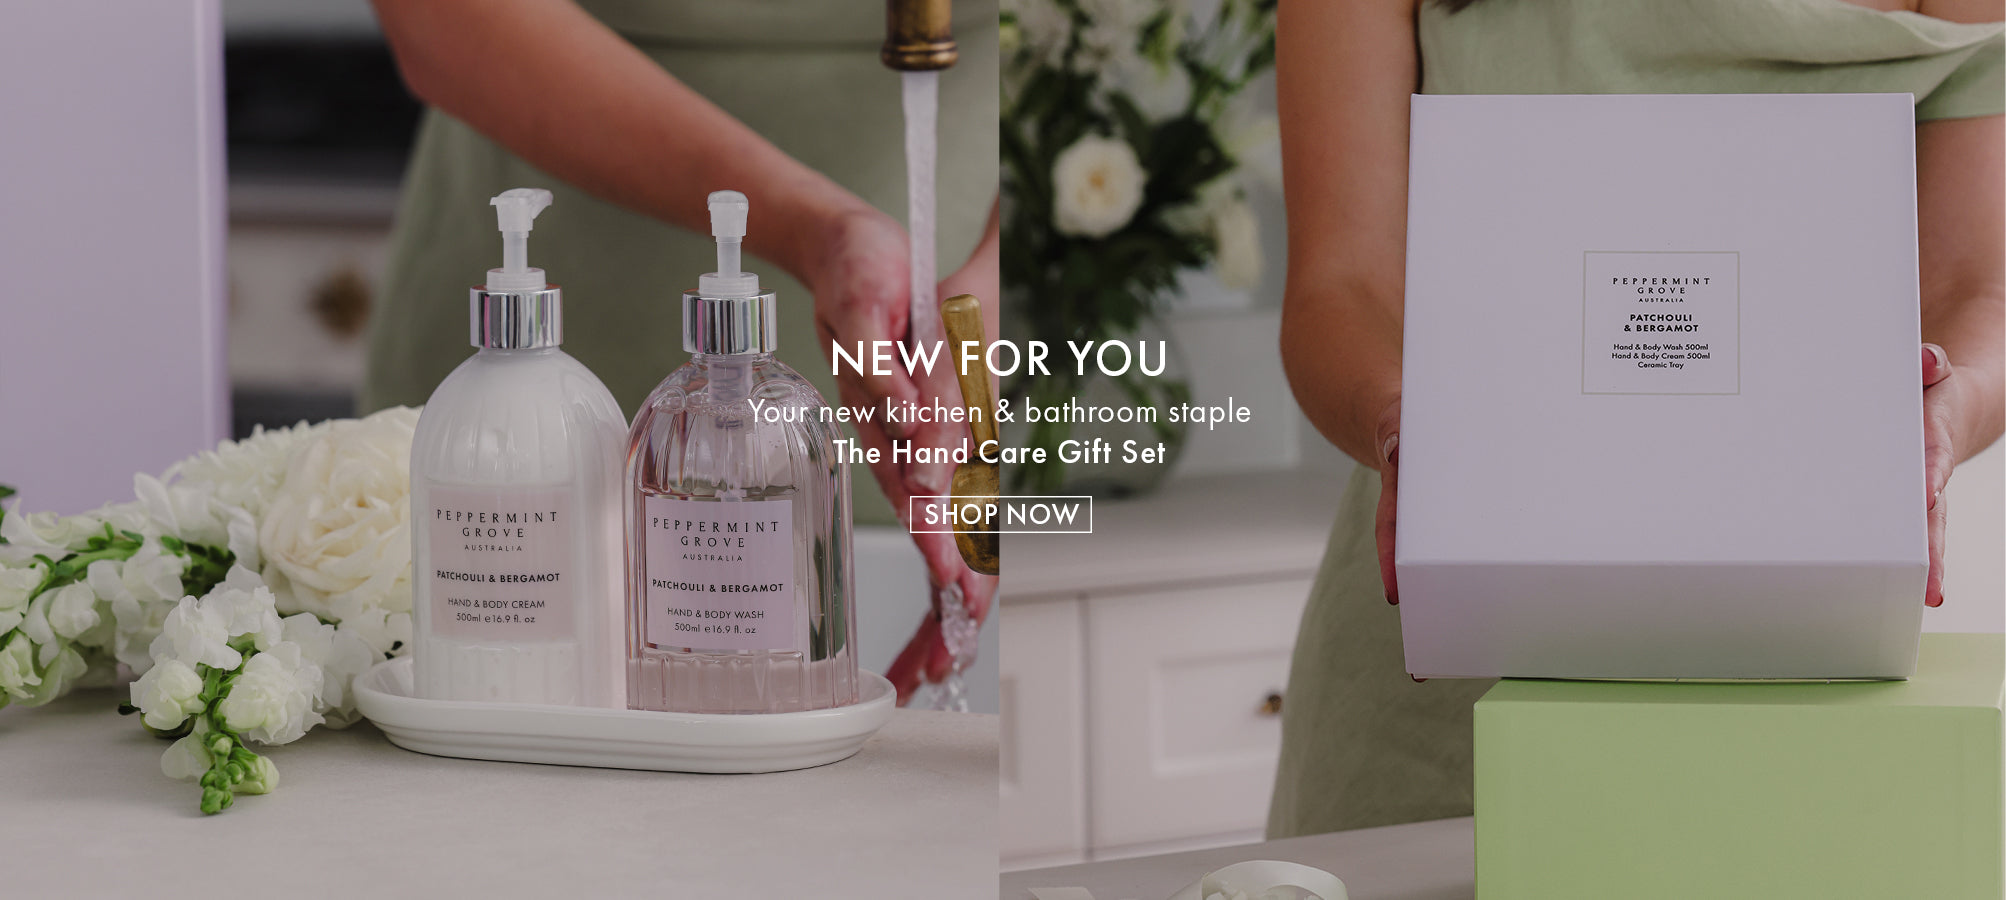 NEW FOR YOU
Your new kitchen & bathroom staple
The Hand Care Gift Set
SHOP NOW
PEPPERMINT
GROVE
AUSTRALIA
PATCHOULI & BERGAMOT
HAND & BODY CREAM
500ml e 16.9 fl. oz
PEPPERMINT
GROVE
AUSTRALIA
PATCHOULI & BERGAMOT
HAND & BODY WASH
500ml e 16.9 fl. oz
PEPPERMINT
GROVE
AUSTRALIA
PATCHOULI
& BERGAMOT
Hand & Body Wash 500ml
Hand & Body Cream 500ml
Ceramic Tray